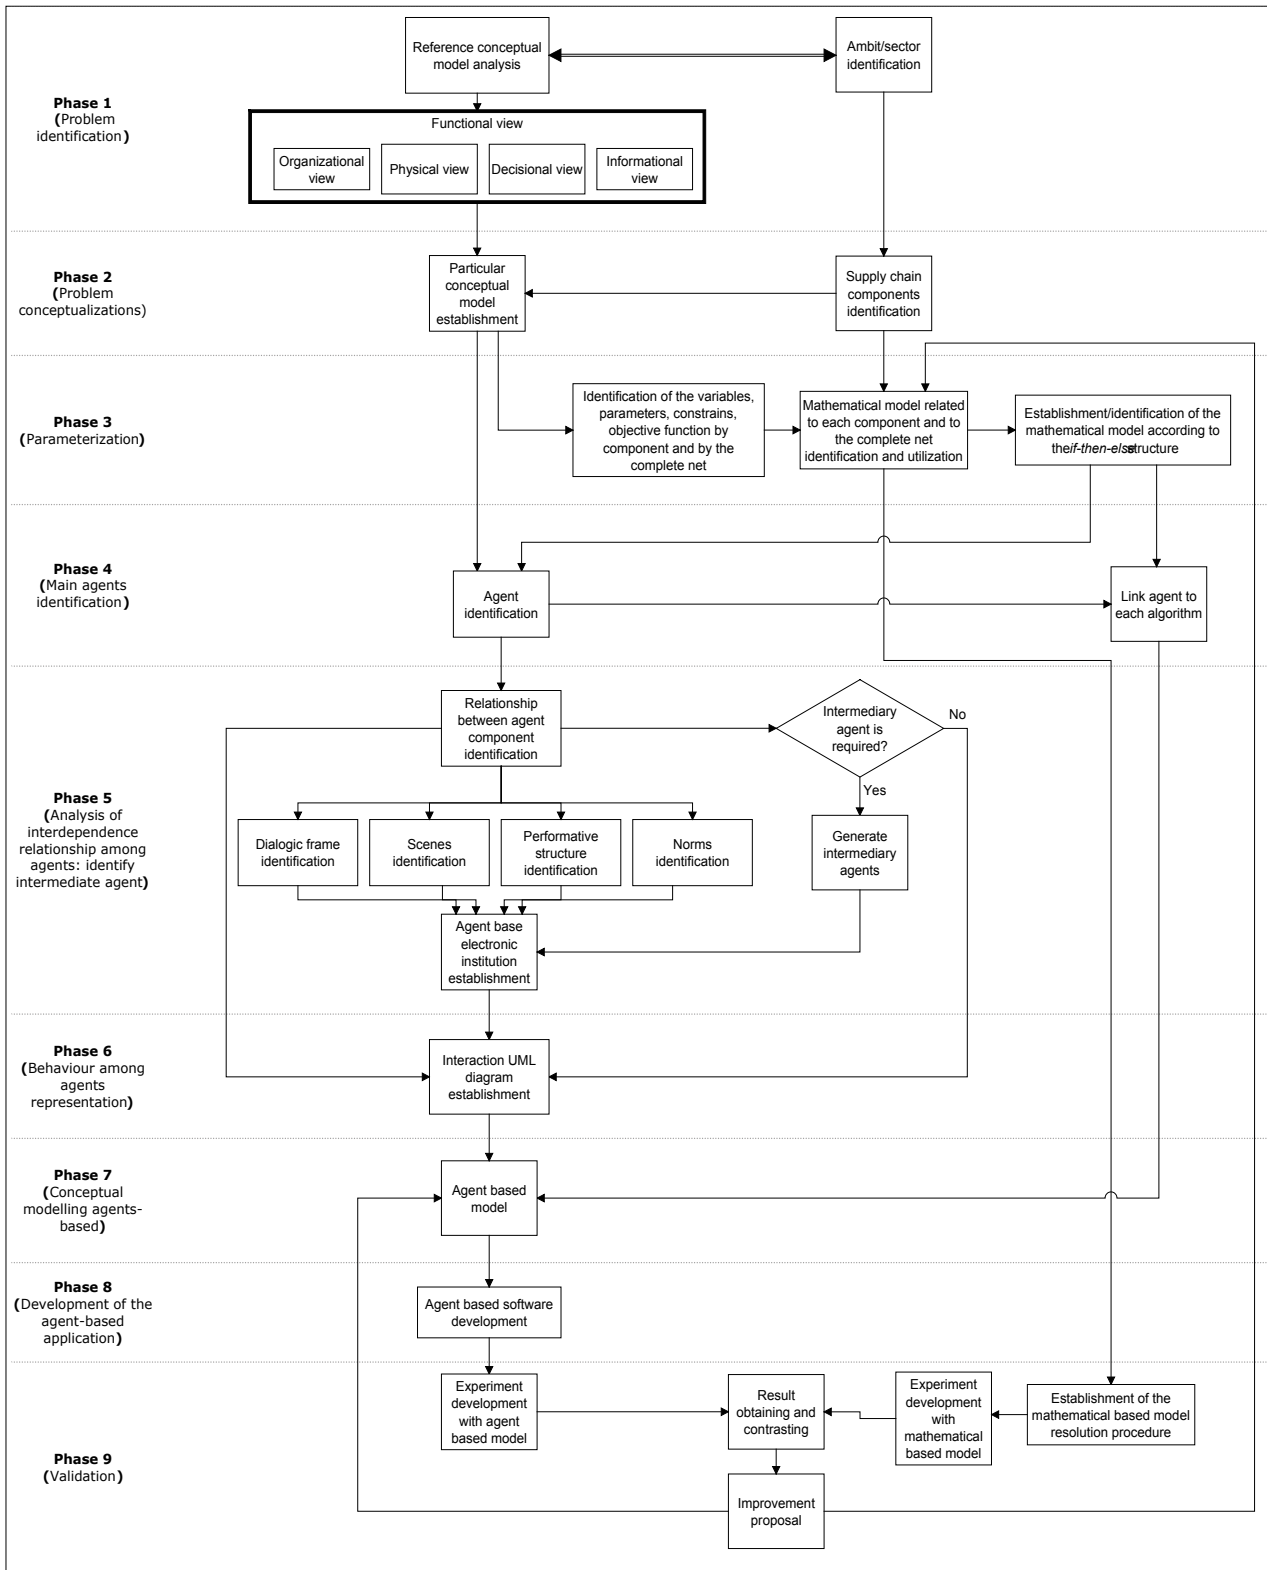 Reference conceptual
model analysis
Ambit/sector
identification
Phase 1
(Problem
identification)
Functional view
Organizational
view
Physical view
Decisional view
Informational
view
Phase 2
(Problem
conceptualizations)
Particular
conceptual
model
establishment
Supply chain
components
identification
Phase 3
(Parameterization)
Identification of the variables,
parameters, constrains,
objective function by
component and by the
complete net
Mathematical model related
to each component and to
the complete net
identification and utilization
Establishment/identification of the
mathematical model according to
the if-then-else structure
Phase 4
(Main agents
identification)
Agent
identification
Link agent to
each algorithm
Phase 5
(Analysis of
interdependence
relationship among
agents: identify
intermediate agent)
Relationship
between agent
component
identification
Intermediary
agent is
required?
No
Yes
Dialogic frame
identification
Scenes
identification
Performative
structure
identification
Norms
identification
Generate
intermediary
agents
Agent base
electronic
institution
establishment
Phase 6
(Behaviour among
agents
representation)
Interaction UML
diagram
establishment
Phase 7
(Conceptual
modelling agents-
based)
Agent based
model
Phase 8
(Development of the
agent-based
application)
Agent based software
development
Phase 9
(Validation)
Experiment
development
with agent
based model
Result
obtaining and
contrasting
Experiment
development
with
mathematical
based model
Establishment of the
mathematical based model
resolution procedure
Improvement
proposal